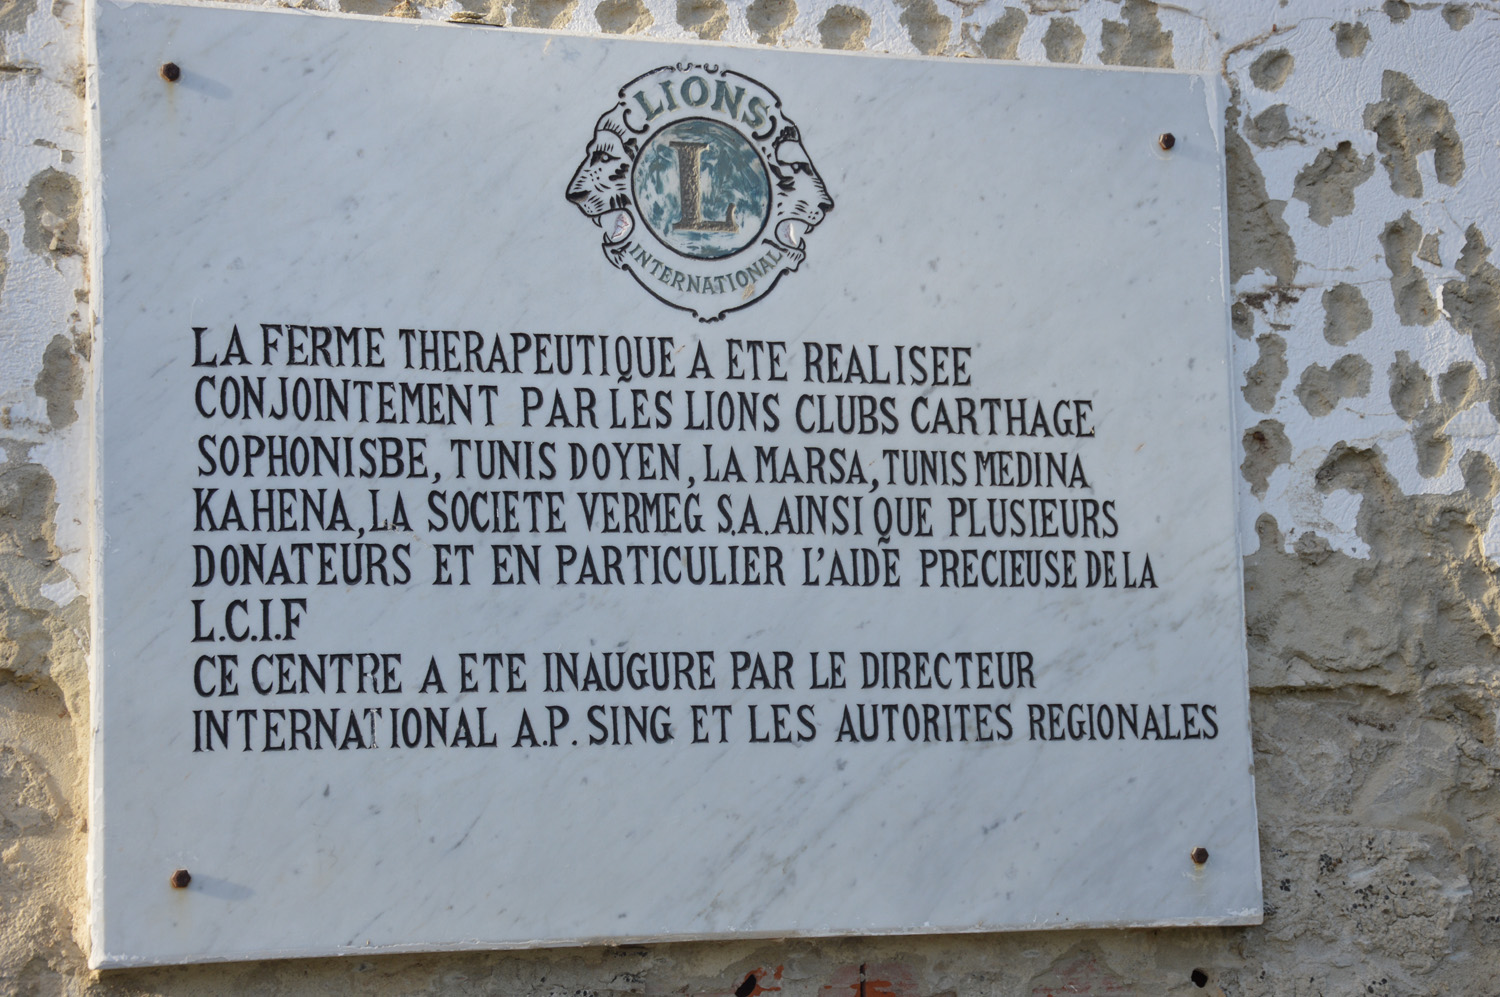 LIONS
L
INTERNATIONAL
LA FERME THERAPEUTIQUE A ETE REALISEE
CONJOINTEMENT PAR LES LIONS CLUBS CARTHAGE
SOPHONISBE, TUNIS DOYEN, LA MARSA, TUNIS MEDINA
KAHENA, LA SOCIETE VERMEG S.A. AINSI QUE PLUSIEURS
DONATEURS ET EN PARTICULIER L'AIDE PRECIEUSE DE LA
L.C.I.F
CE CENTRE A ETE INAUGURE PAR LE DIRECTEUR
INTERNATIONAL A.P. SING ET LES AUTORITES REGIONALES